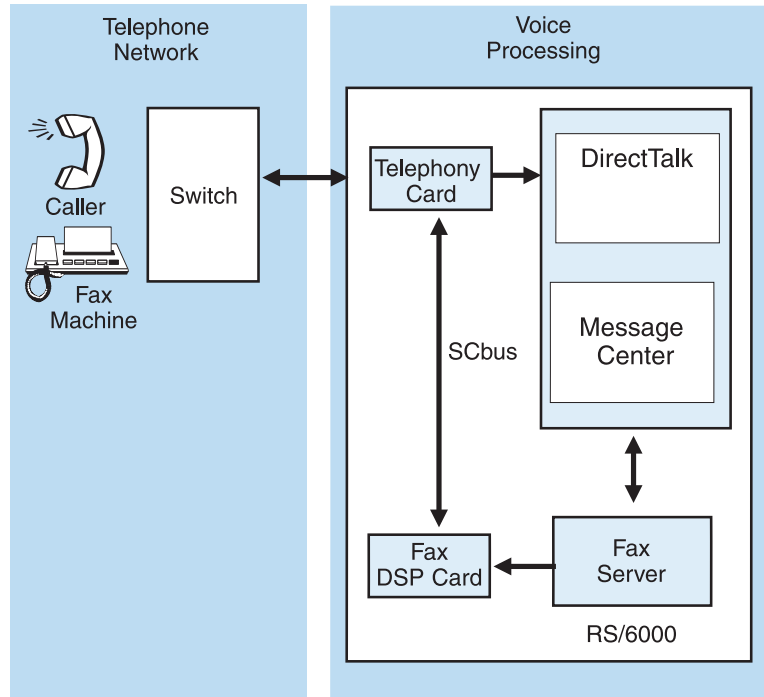 Telephone
Network
Caller
Fax
Machine
Switch
Voice
Processing
Telephony
Card
DirectTalk
Message
Center
SCbus
Fax
DSP Card
Fax
Server
RS/6000